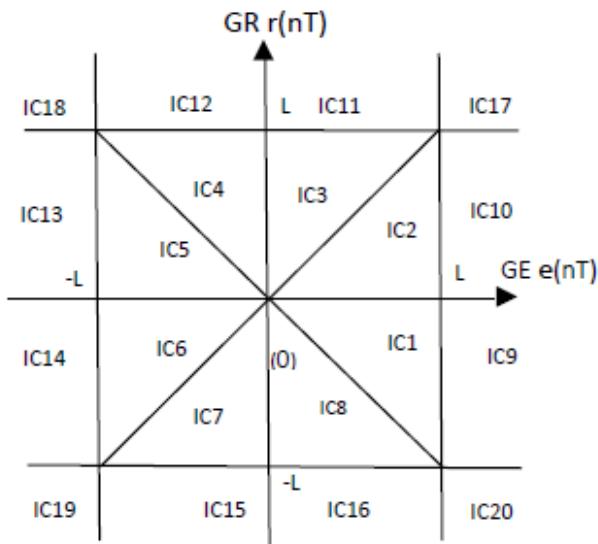 GR r(nT)
IC18 IC12 L IC11 IC17
IC4 IC3
IC13 IC2 IC10
IC5
-L L GE e(nT)
IC14 IC6 (0) IC1 IC9
IC7 IC8
-L
IC19 IC15 IC16 IC20